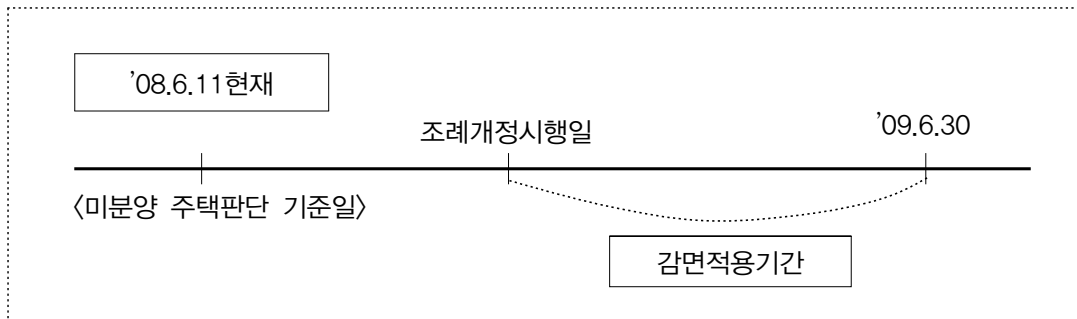 ’08.6.11현재
조례개정시행일
’09.6.30
〈미분양 주택판단 기준일〉
감면적용기간